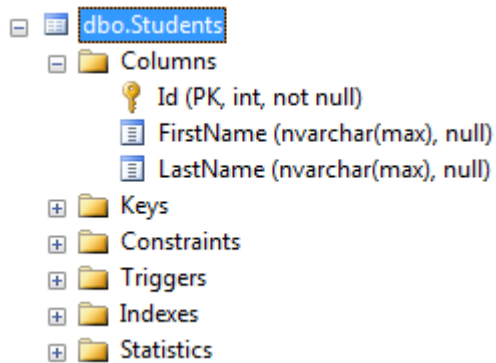 dbo.Students
Columns
Id (PK, int, not null)
FirstName (nvarchar(max), null)
LastName (nvarchar(max), null)
Keys
Constraints
Triggers
Indexes
Statistics